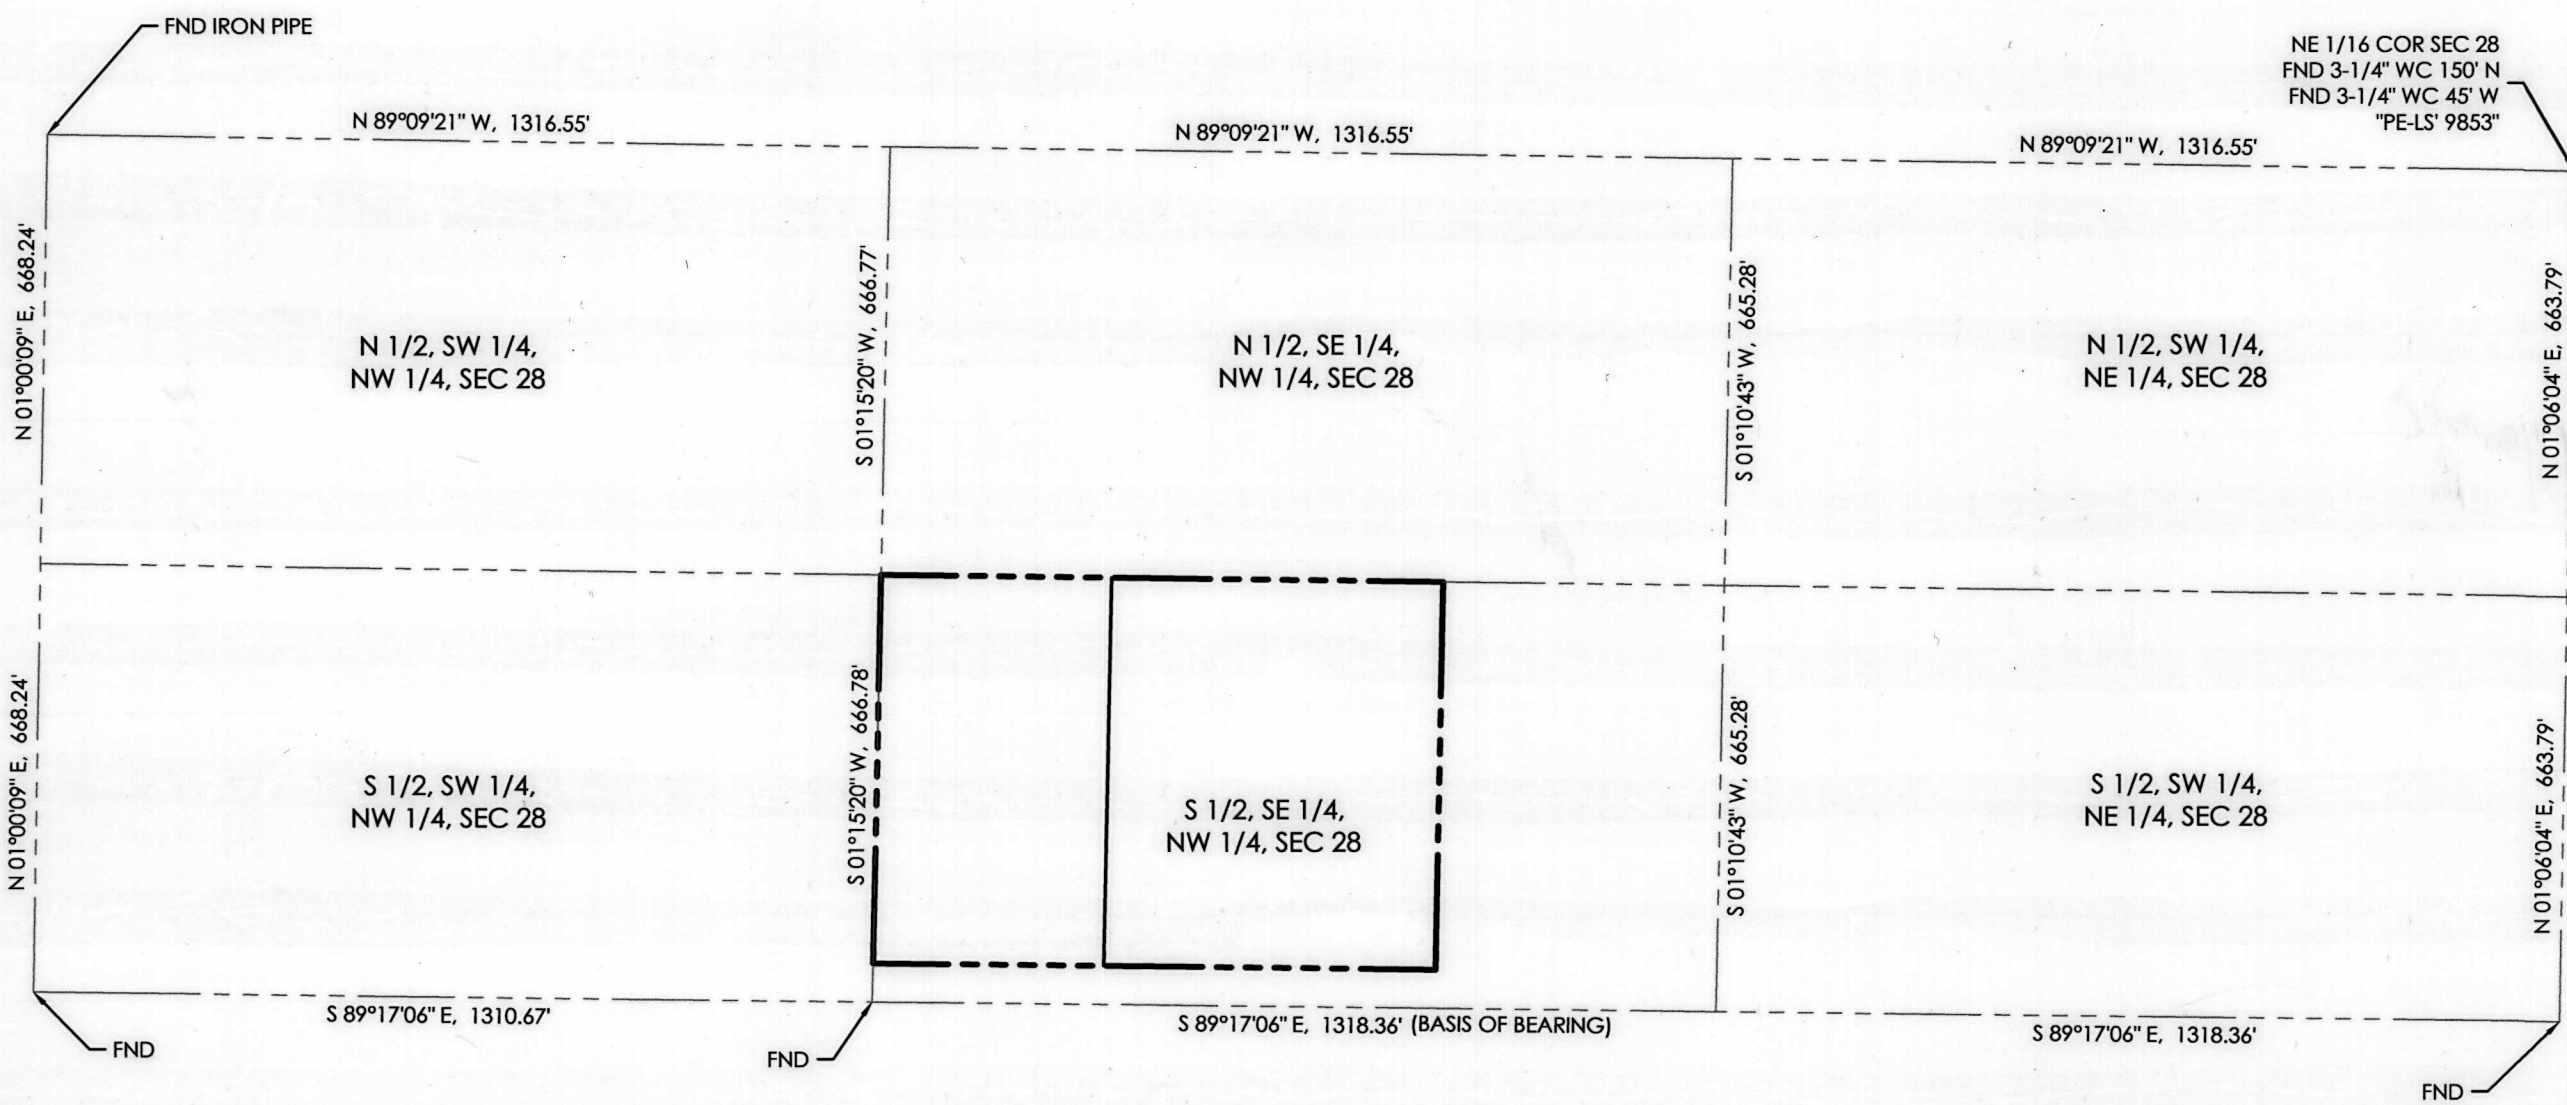 FND IRON PIPE
NE 1/16 COR SEC 28
FND 3-1/4" WC 150' N
FND 3-1/4" WC 45' W
"PE-LS' 9853"
N 89°09'21" W, 1316.55'
N 89°09'21" W, 1316.55'
N 89°09'21" W, 1316.55'
N 01°00'09" E, 668.24'
S 01°15'20" W, 666.77'
S 01°10'43" W, 665.28'
N 01°06'04" E, 663.79'
N 1/2, SW 1/4,
NW 1/4, SEC 28
N 1/2, SE 1/4,
NW 1/4, SEC 28
N 1/2, SW 1/4,
NE 1/4, SEC 28
N 01°00'09" E, 668.24'
S 01°15'20" W, 666.78'
S 01°10'43" W, 665.28'
N 01°06'04" E, 663.79'
S 1/2, SW 1/4,
NW 1/4, SEC 28
S 1/2, SE 1/4,
NW 1/4, SEC 28
S 1/2, SW 1/4,
NE 1/4, SEC 28
S 89°17'06" E, 1310.67'
S 89°17'06" E, 1318.36' (BASIS OF BEARING)
S 89°17'06" E, 1318.36'
FND
FND
FND